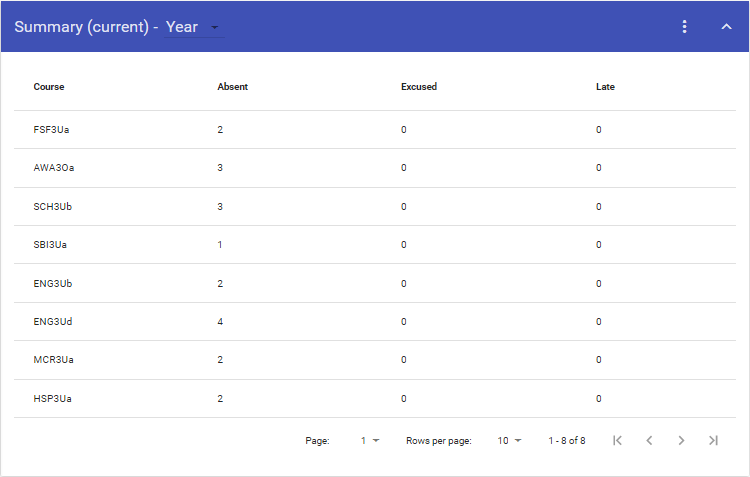 Summary (current) - Year
Course Absent Excused Late
FSF3Ua 2 0 0
AWA3Oa 3 0 0
SCH3Ub 3 0 0
SBI3Ua 1 0 0
ENG3Ub 2 0 0
ENG3Ud 4 0 0
MCR3Ua 2 0 0
HSP3Ua 2 0 0
Page: 1 Rows per page: 10 1 - 8 of 8